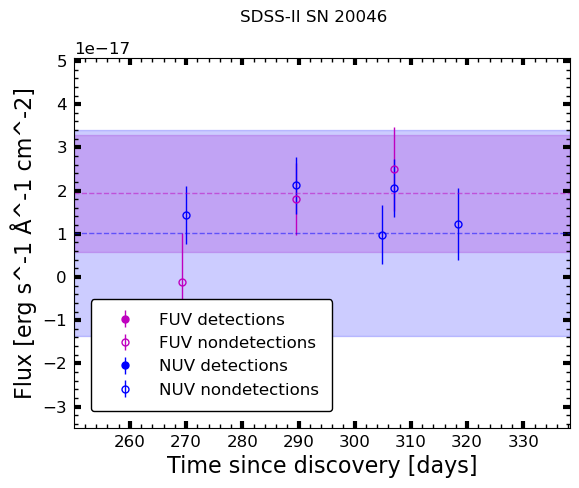 SDSS-II SN 20046
1e−17
5
4
3
2
1
0
−1
−2
−3
Flux [erg s^-1 Å^-1 cm^-2]
FUV detections
FUV nondetections
NUV detections
NUV nondetections
260 270 280 290 300 310 320 330
Time since discovery [days]